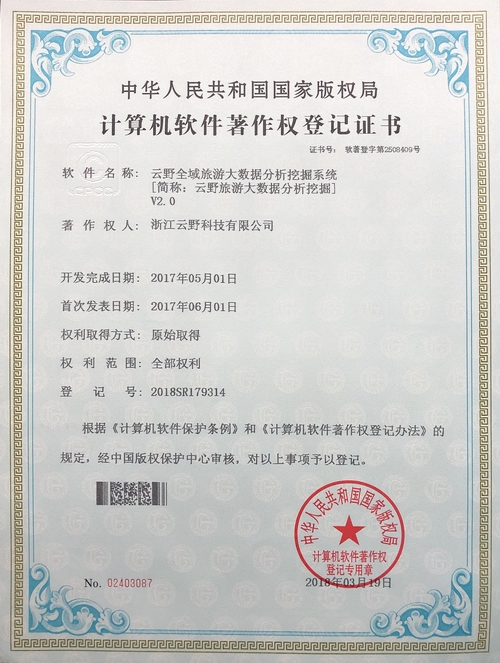 中华人民共和国国家版权局
计算机软件著作权登记证书
证书号： 软著登字第2508409号
软件名称： 云野全域旅游大数据分析挖掘系统
[简称：云野旅游大数据分析挖掘]
V2.0
著作权人： 浙江云野科技有限公司
开发完成日期： 2017年05月01日
首次发表日期： 2017年06月01日
权利取得方式： 原始取得
权利范围： 全部权利
登记号： 2018SR179314
根据《计算机软件保护条例》和《计算机软件著作权登记办法》的
规定，经中国版权保护中心审核，对以上事项予以登记。
中华人民共和国国家版权局
计算机软件著作权
登记专用章
No. 02403087
2018年03月19日